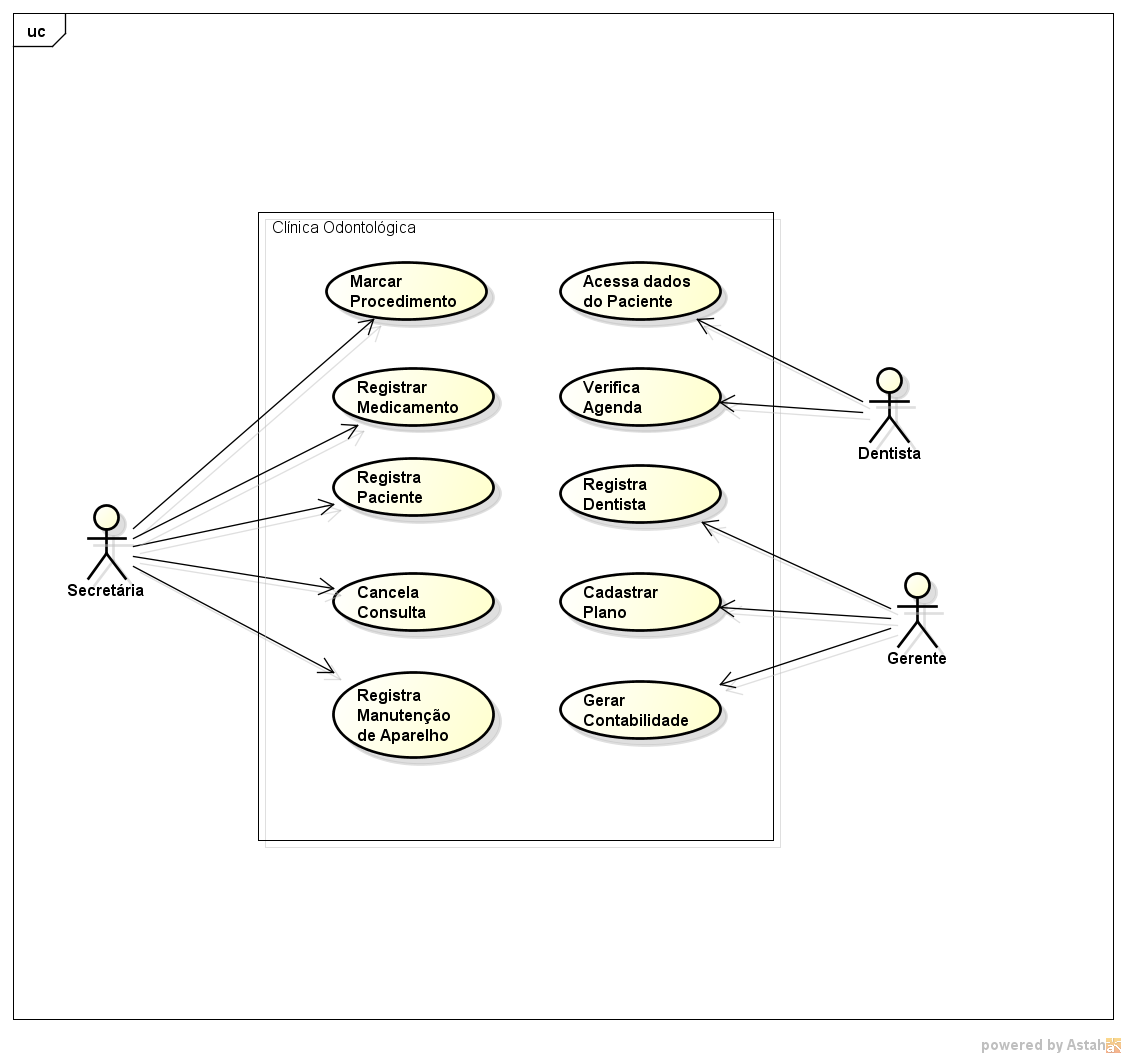 uc
Clínica Odontológica
Marcar
Procedimento
Registrar
Medicamento
Registra
Paciente
Cancela
Consulta
Registra
Manutenção
de Aparelho
Acessa dados
do Paciente
Verifica
Agenda
Registra
Dentista
Cadastrar
Plano
Gerar
Contabilidade
Secretária
Dentista
Gerente
powered by Astah